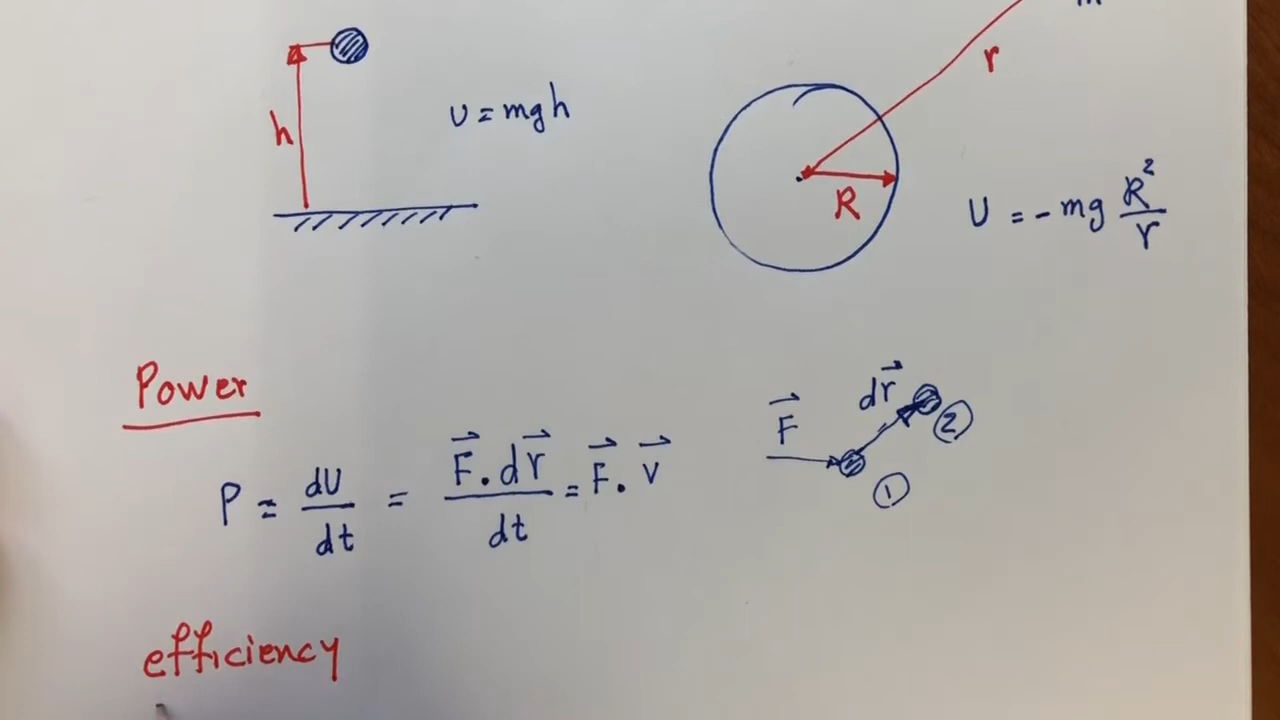 h
U = mgh
m
r
R
U = -mg R²/r
Power
P = dU/dt = F⃗ . dr⃗ / dt = F⃗ . v⃗
F⃗
dr⃗
①
②
efficiency